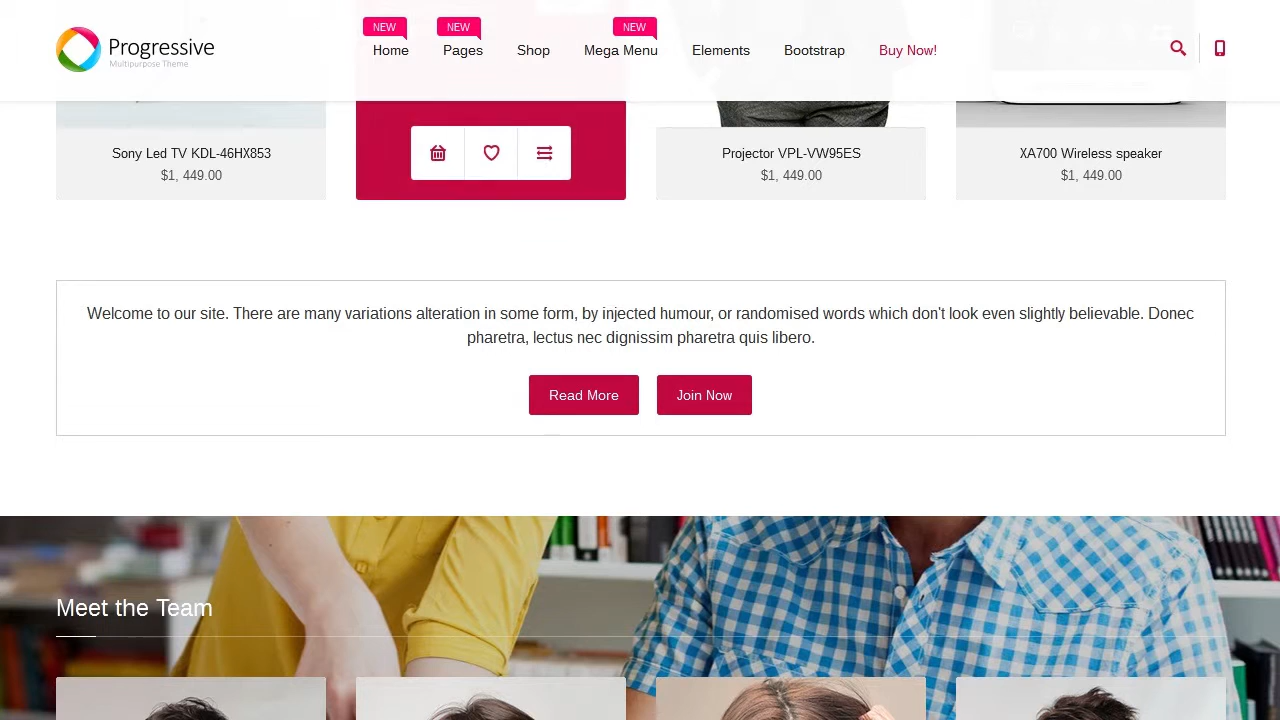 NEW
NEW
NEW
Progressive
Multipurpose Theme
Home
Pages
Shop
Mega Menu
Elements
Bootstrap
Buy Now!
Sony Led TV KDL-46HX853
$1, 449.00
Projector VPL-VW95ES
$1, 449.00
XA700 Wireless speaker
$1, 449.00
Welcome to our site. There are many variations alteration in some form, by injected humour, or randomised words which don't look even slightly believable. Donec
pharetra, lectus nec dignissim pharetra quis libero.
Read More
Join Now
Meet the Team